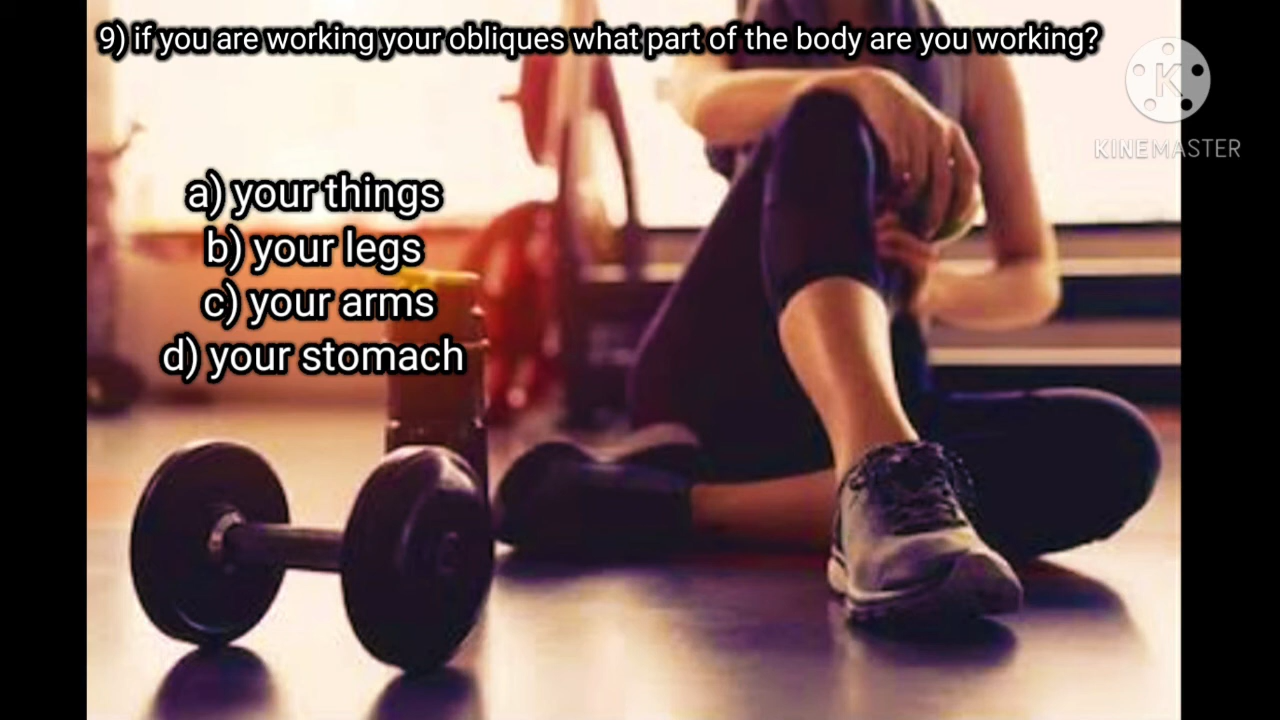 9) if you are working your obliques what part of the body are you working?
a) your things
b) your legs
c) your arms
d) your stomach
K
KINEMASTER